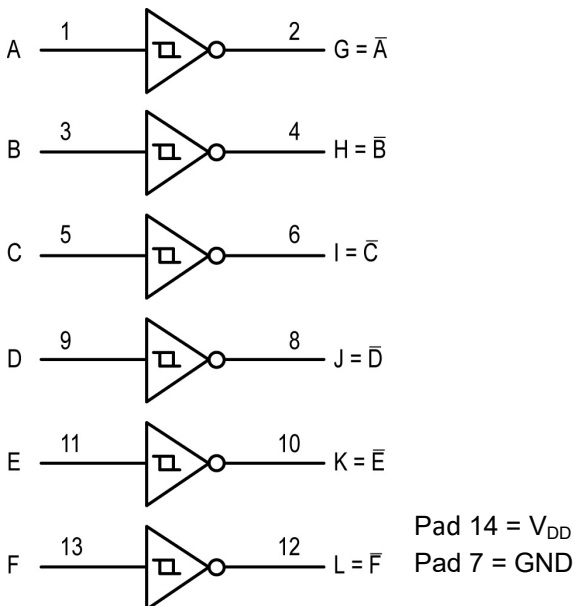 A 1 2 G = A̅
B 3 4 H = B̅
C 5 6 I = C̅
D 9 8 J = D̅
E 11 10 K = E̅
F 13 12 L = F̅
Pad 14 = V_DD
Pad 7 = GND